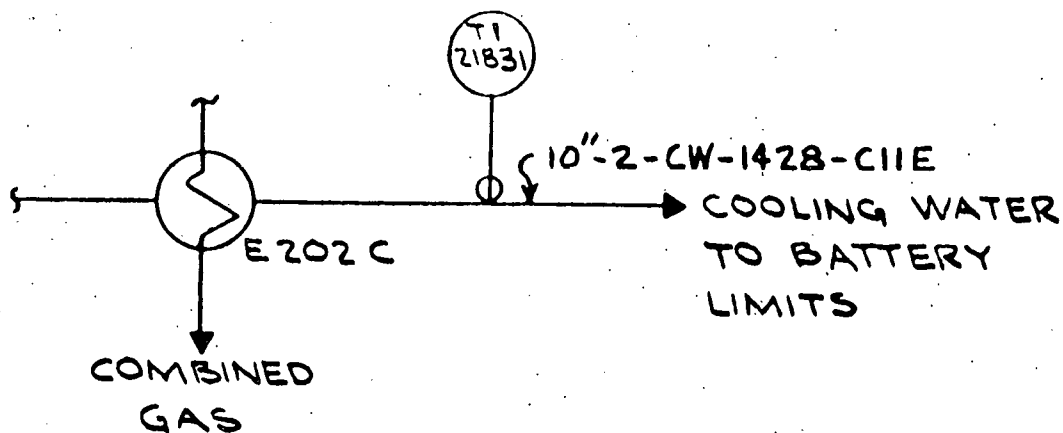 TI
21831
10"-2-CW-1428-C11E
COOLING WATER
TO BATTERY
LIMITS
E202C
COMBINED
GAS